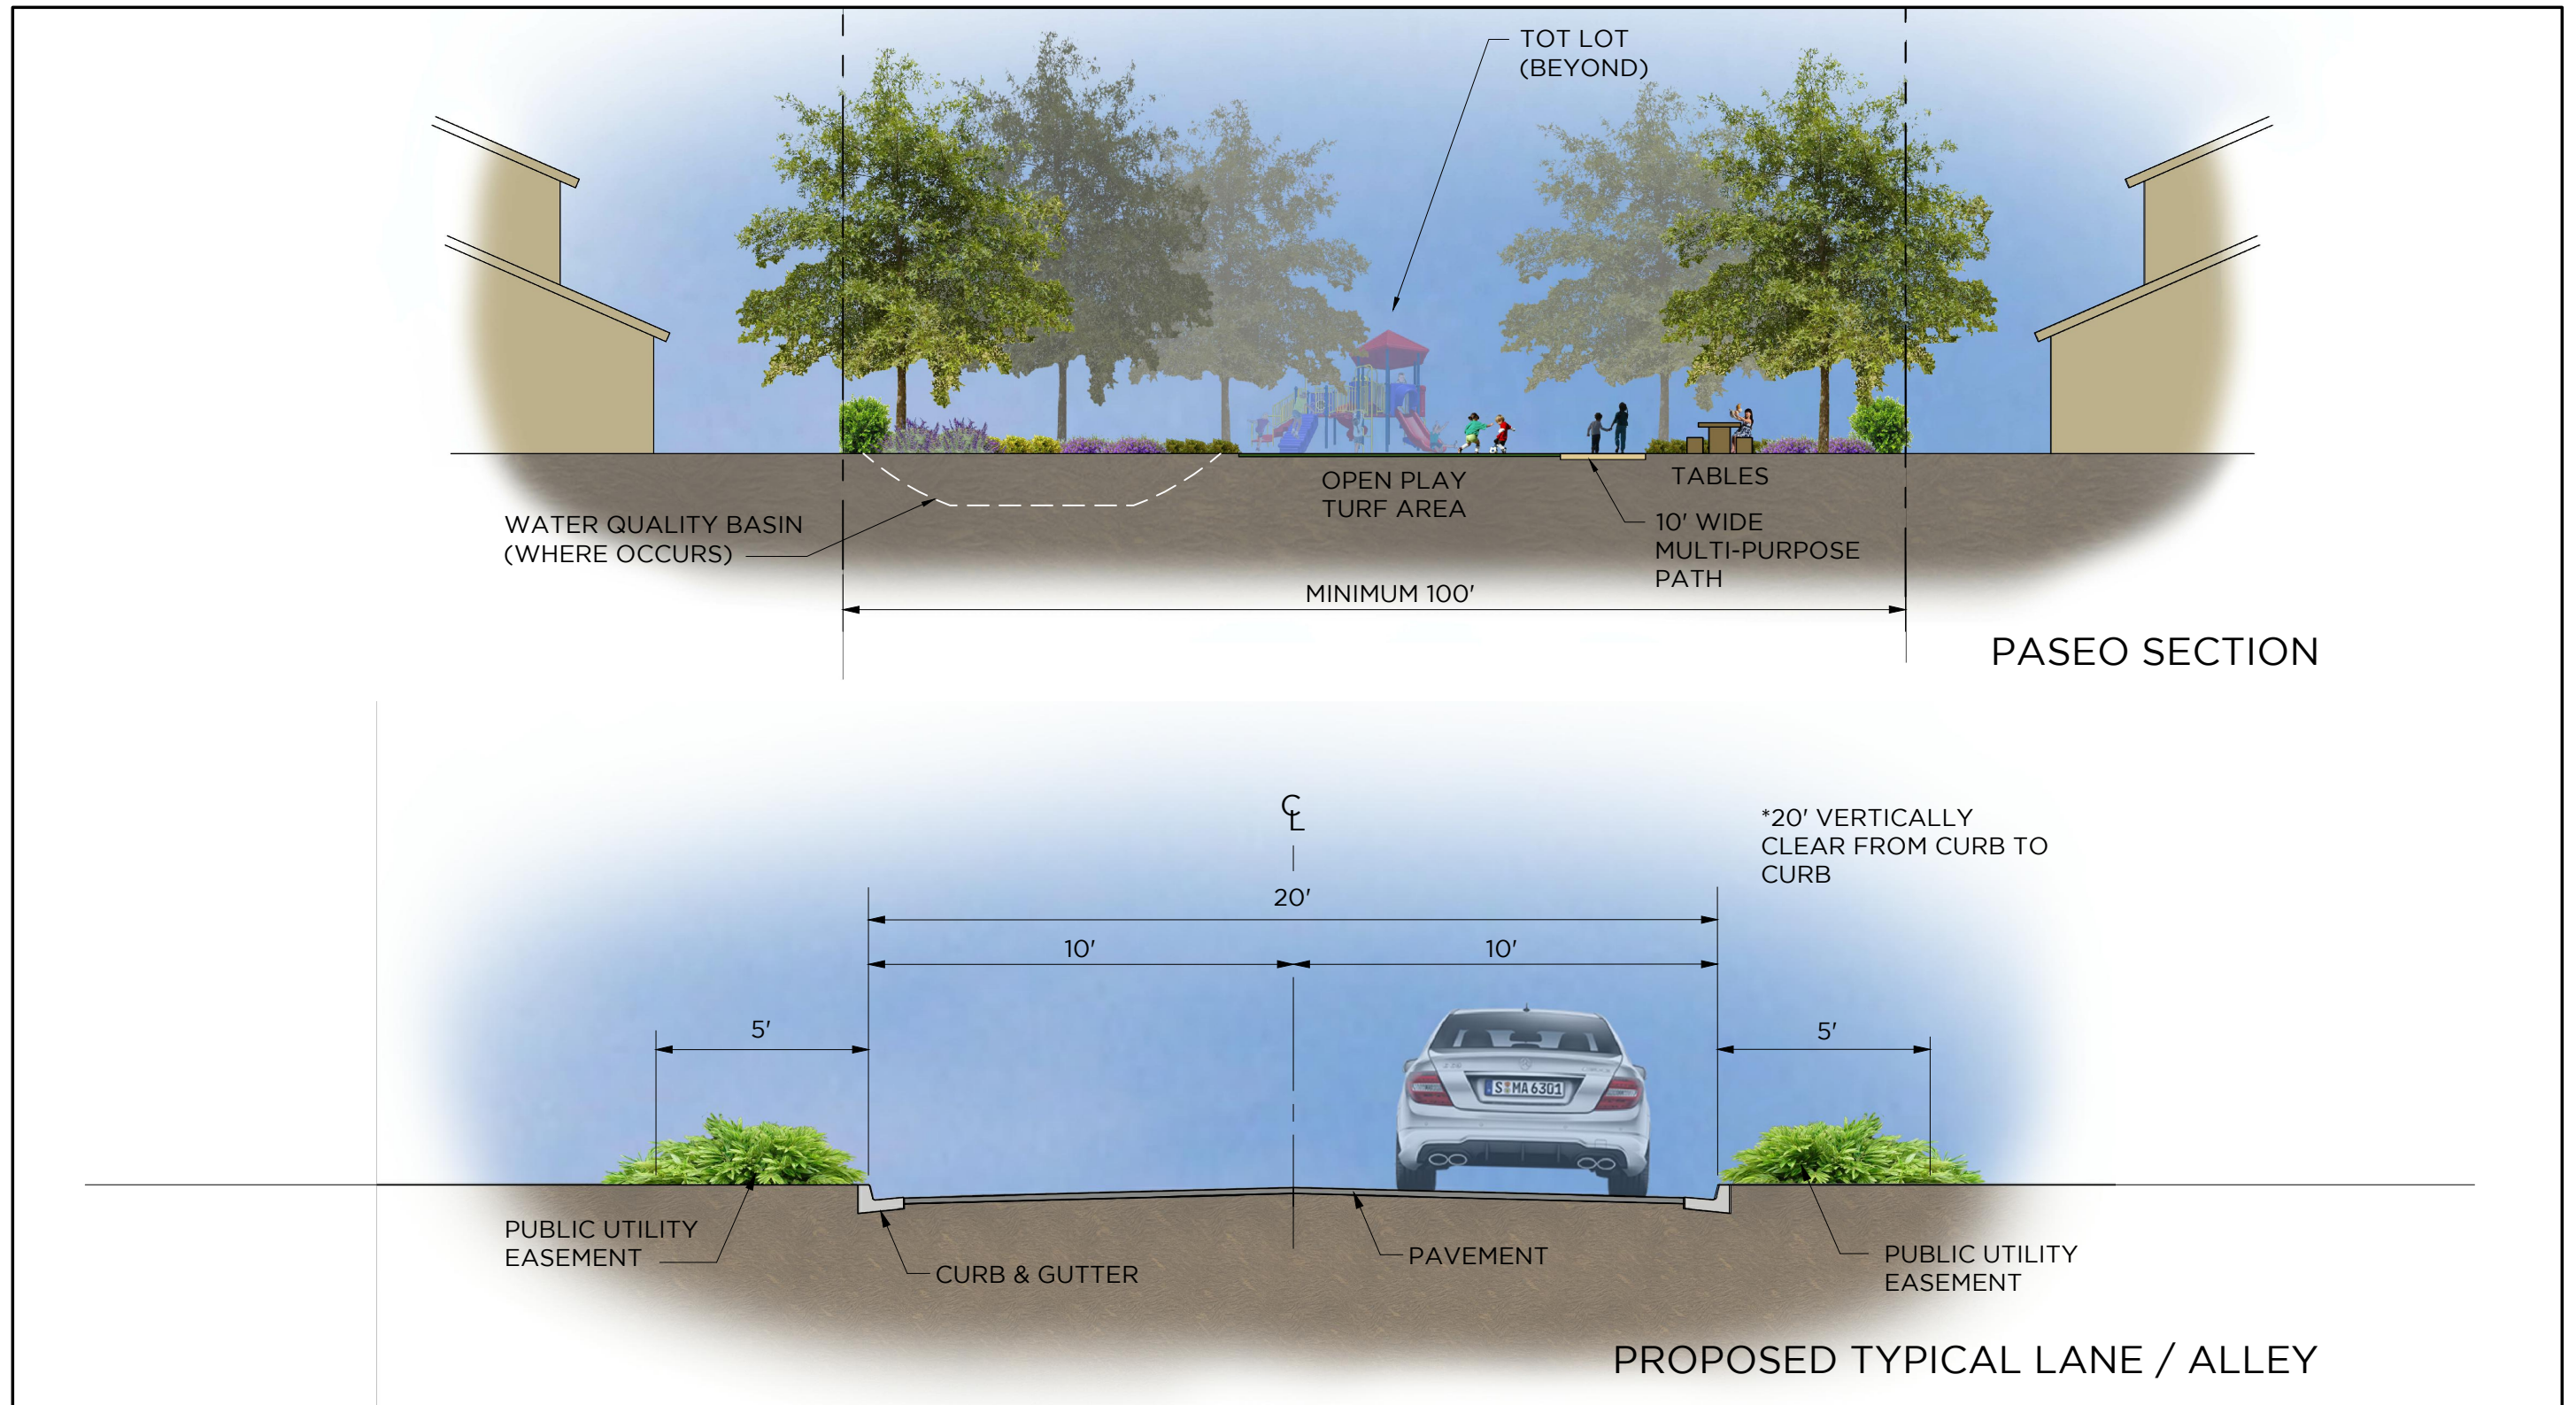 TOT LOT
(BEYOND)
OPEN PLAY
TURF AREA
TABLES
WATER QUALITY BASIN
(WHERE OCCURS)
10' WIDE
MULTI-PURPOSE
PATH
MINIMUM 100'
PASEO SECTION
℄
*20' VERTICALLY
CLEAR FROM CURB TO
CURB
20'
10'
10'
5'
5'
S MA 6301
PUBLIC UTILITY
EASEMENT
CURB & GUTTER
PAVEMENT
PUBLIC UTILITY
EASEMENT
PROPOSED TYPICAL LANE / ALLEY